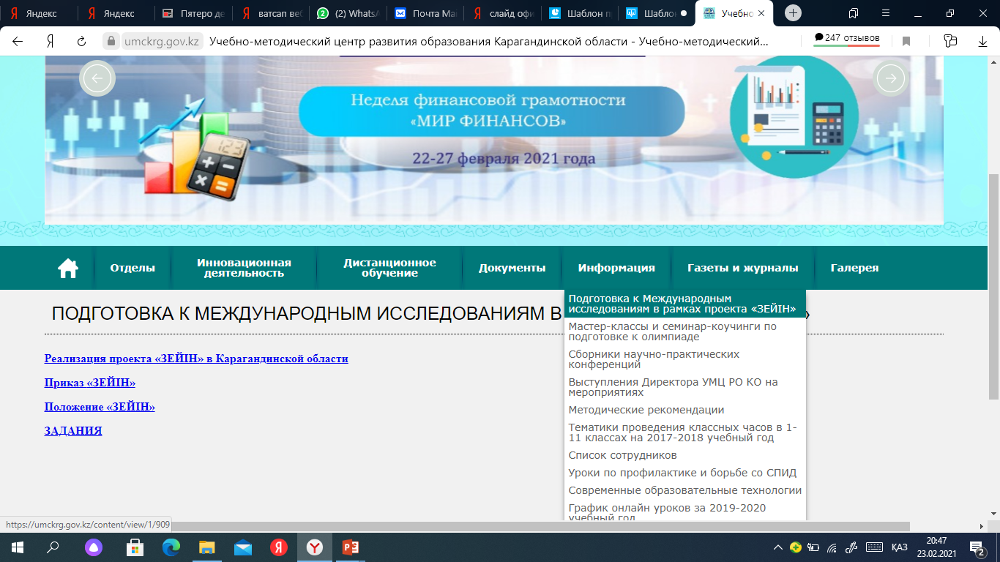 Яндекс
Яндекс
Пятеро де
ватсап веб
(2) WhatsA
Почта Mai
слайд офи
Шаблон п
Шаблон
Учебно
umckrg.gov.kz
Учебно-методический центр развития образования Карагандинской области - Учебно-методический...
247 отзывов
Неделя финансовой грамотности
«МИР ФИНАНСОВ»
22-27 февраля 2021 года
123
Отделы
Инновационная
деятельность
Дистанционное
обучение
Документы
Информация
Газеты и журналы
Галерея
ПОДГОТОВКА К МЕЖДУНАРОДНЫМ ИССЛЕДОВАНИЯМ В
»
Реализация проекта «ЗЕЙІН» в Карагандинской области
Приказ «ЗЕЙІН»
Положение «ЗЕЙІН»
ЗАДАНИЯ
Подготовка к Международным
исследованиям в рамках проекта «ЗЕЙІН»
Мастер-классы и семинар-коучинги по
подготовке к олимпиаде
Сборники научно-практических
конференций
Выступления Директора УМЦ РО КО на
мероприятиях
Методические рекомендации
Тематики проведения классных часов в 1-
11 классах на 2017-2018 учебный год
Список сотрудников
Уроки по профилактике и борьбе со СПИД
Современные образовательные технологии
График онлайн уроков за 2019-2020
учебный год
https://umckrg.gov.kz/content/view/1/909
ҚАЗ
20:47
23.02.2021
2